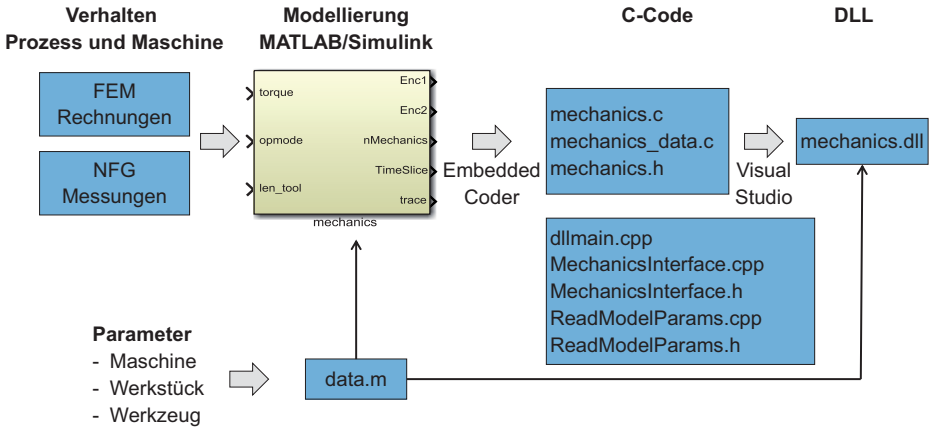 Verhalten
Prozess und Maschine
Modellierung
MATLAB/Simulink
C-Code
DLL
FEM
Rechnungen
NFG
Messungen
torque
opmode
len_tool
Enc1
Enc2
nMechanics
TimeSlice
trace
mechanics
Embedded
Coder
mechanics.c
mechanics_data.c
mechanics.h
Visual
Studio
mechanics.dll
dllmain.cpp
MechanicsInterface.cpp
MechanicsInterface.h
ReadModelParams.cpp
ReadModelParams.h
Parameter
- Maschine
- Werkstück
- Werkzeug
data.m